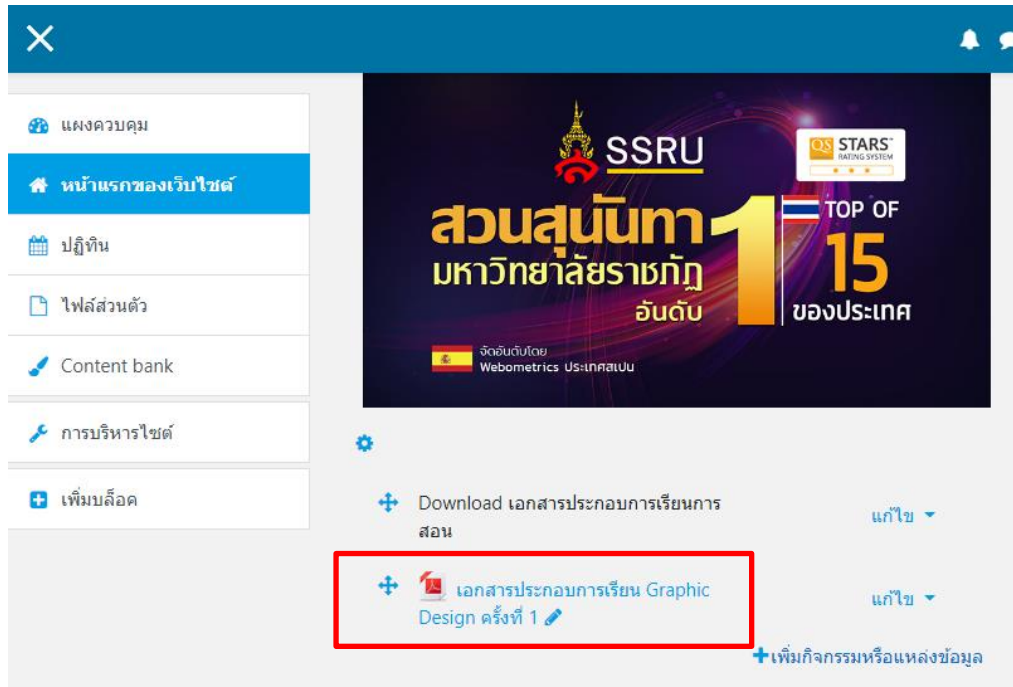 แผงควบคุม
หน้าแรกของเว็บไซต์
ปฏิทิน
ไฟล์ส่วนตัว
Content bank
การบริหารไซต์
เพิ่มบล็อค
SSRU
QS STARS™
RATING SYSTEM
สวนสุนันทา
มหาวิทยาลัยราชภัฏ
อันดับ
1
TOP OF
15
ของประเทศ
จัดอันดับโดย
Webometrics ประเทศสเปน
Download เอกสารประกอบการเรียนการ
สอน
แก้ไข
เอกสารประกอบการเรียน Graphic
Design ครั้งที่ 1
แก้ไข
เพิ่มกิจกรรมหรือแหล่งข้อมูล